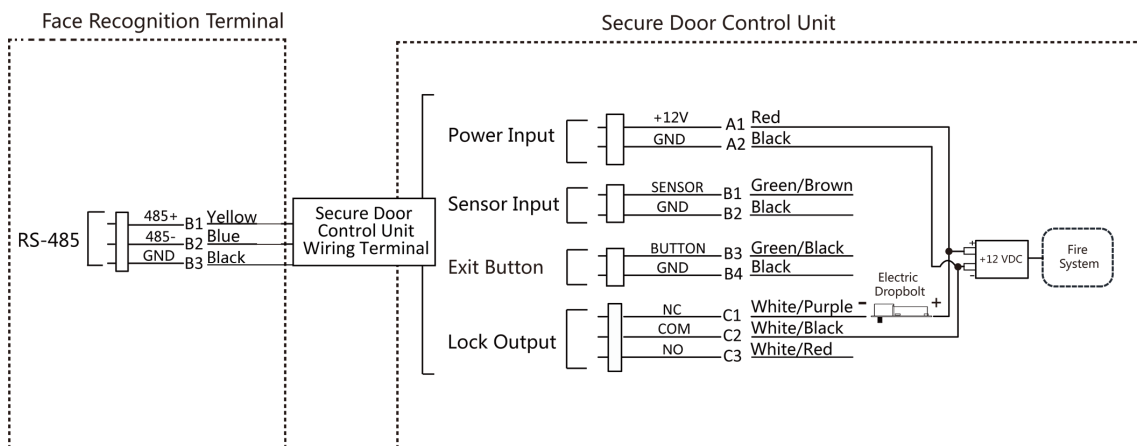 Face Recognition Terminal
Secure Door Control Unit
RS-485
485+ B1 Yellow
485- B2 Blue
GND B3 Black
Secure Door
Control Unit
Wiring Terminal
Power Input
+12V A1 Red
GND A2 Black
Sensor Input
SENSOR B1 Green/Brown
GND B2 Black
Exit Button
BUTTON B3 Green/Black
GND B4 Black
Lock Output
NC C1 White/Purple
COM C2 White/Black
NO C3 White/Red
Electric
Dropbolt
- +
+
+12 VDC
-
Fire
System